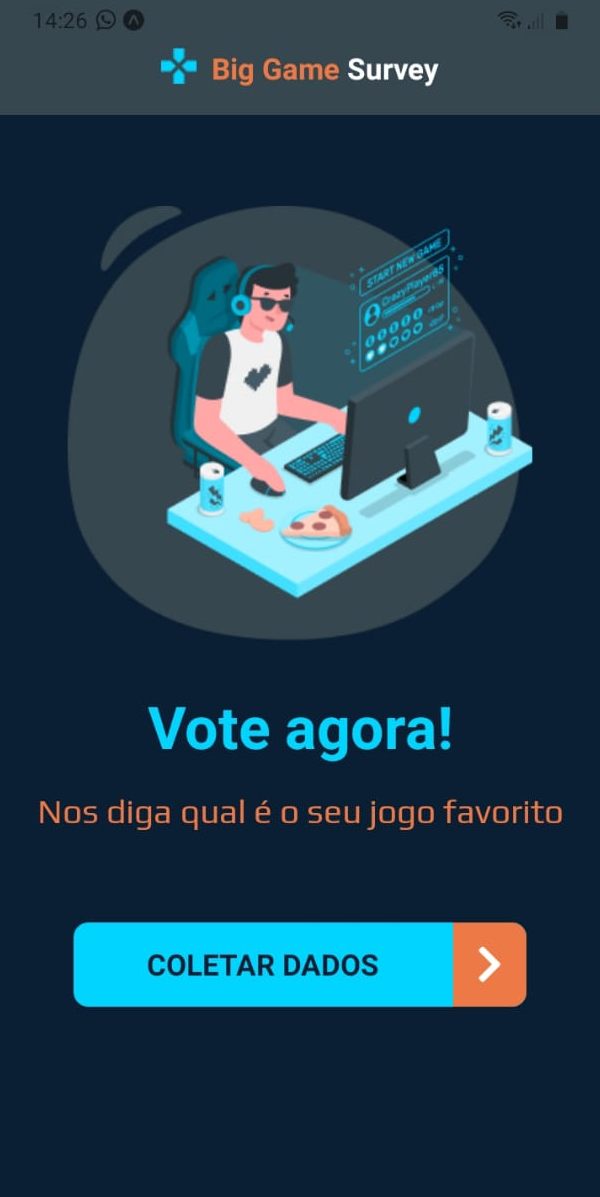 14:26
Big Game Survey
START NEW GAME
CrazyPlayer85
Vote agora!
Nos diga qual é o seu jogo favorito
COLETAR DADOS